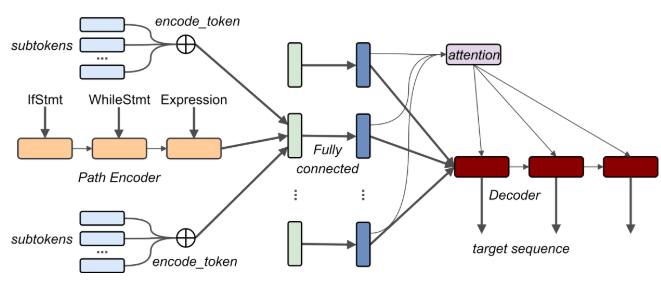 encode_token
subtokens
...
attention
IfStmt
WhileStmt
Expression
Fully
connected
Path Encoder
...
...
Decoder
subtokens
...
encode_token
target sequence